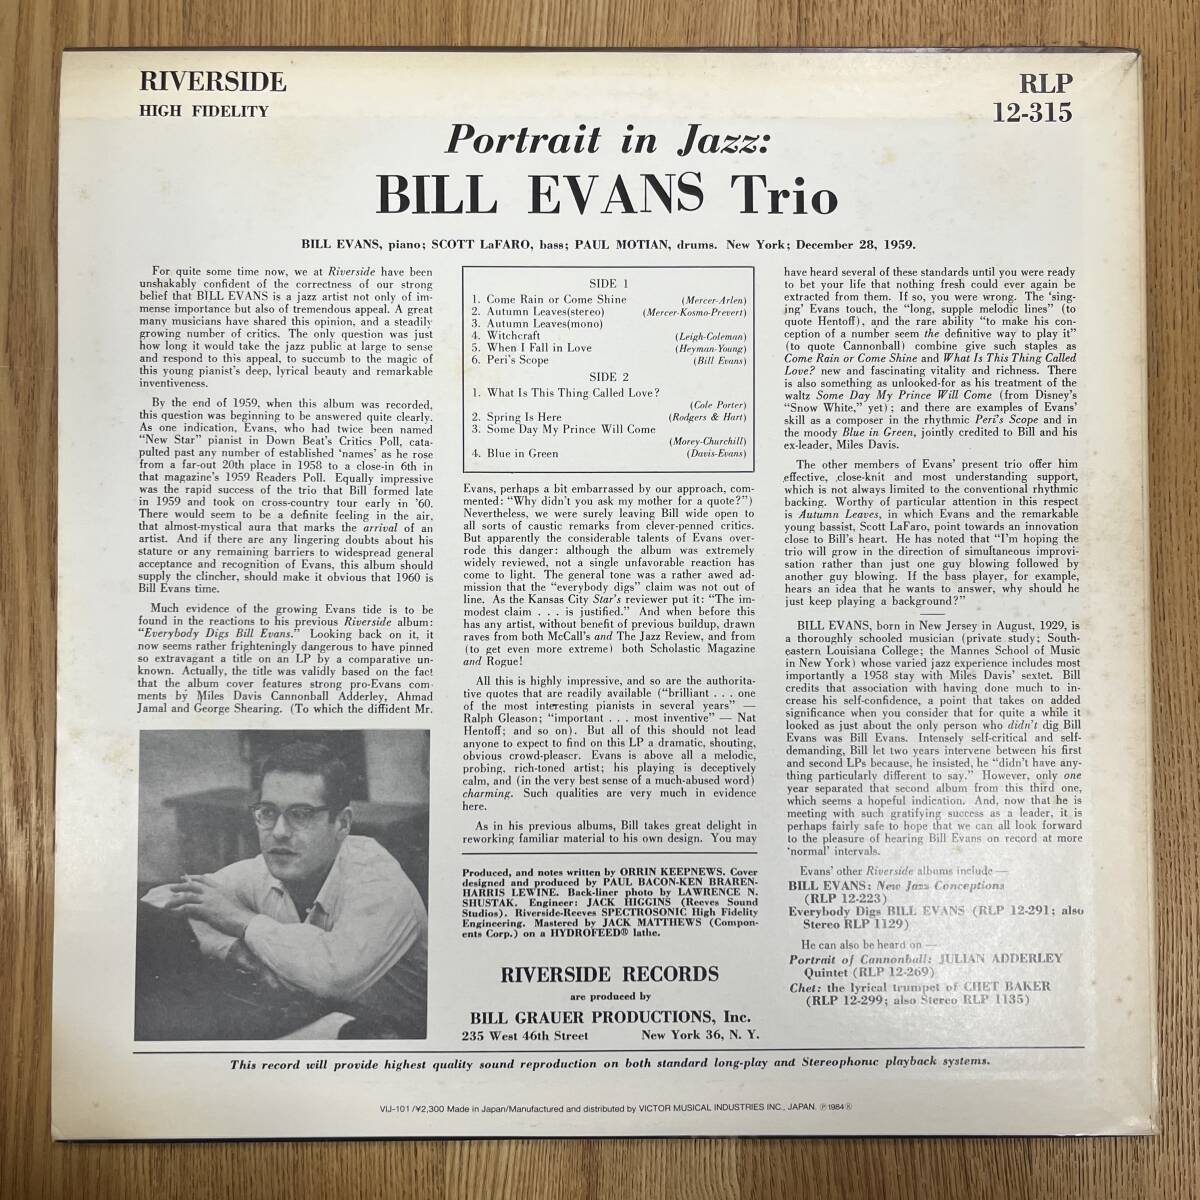 RIVERSIDE
HIGH FIDELITY
RLP
12-315
Portrait in Jazz:
BILL EVANS Trio
BILL EVANS, piano; SCOTT LaFARO, bass; PAUL MOTIAN, drums. New York; December 28, 1959.
For quite some time now, we at Riverside have been
unshakably confident of the correctness of our strong
belief that BILL EVANS is a jazz artist not only of im-
mense importance but also of tremendous appeal. A great
many musicians have shared this opinion, and a steadily
growing number of critics. The only question was just
how long it would take the jazz public at large to sense
and respond to this appeal, to succumb to the magic of
this young pianist's deep, lyrical beauty and remarkable
inventiveness.
By the end of 1959, when this album was recorded,
this question was beginning to be answered quite clearly.
As one indication, Evans, who had twice been named
"New Star" pianist in Down Beat's Critics Poll, cata-
pulted past any number of established 'names' as he rose
from a far-out 20th place in 1958 to a close-in 6th in
that magazine's 1959 Readers Poll. Equally impressive
was the rapid success of the trio that Bill formed late
in 1959 and took on cross-country tour early in '60.
There would seem to be a definite feeling in the air,
that almost-mystical aura that marks the arrival of an
artist. And if there are any lingering doubts about his
stature or any remaining barriers to widespread general
acceptance and recognition of Evans, this album should
supply the clincher, should make it obvious that 1960 is
Bill Evans time.
Much evidence of the growing Evans tide is to be
found in the reactions to his previous Riverside album:
"Everybody Digs Bill Evans." Looking back on it, it
now seems rather frighteningly dangerous to have pinned
so extravagant a title on an LP by a comparative un-
known. Actually, the title was validly based on the fact
that the album cover features strong pro-Evans com-
ments by Miles Davis Cannonball Adderley, Ahmad
Jamal and George Shearing. (To which the diffident Mr.
SIDE 1
1. Come Rain or Come Shine (Mercer-Arlen)
2. Autumn Leaves(stereo) (Mercer-Kosmo-Prevert)
3. Autumn Leaves(mono)
4. Witchcraft (Leigh-Coleman)
5. When I Fall in Love (Heyman-Young)
6. Peri's Scope (Bill Evans)
SIDE 2
1. What Is This Thing Called Love?
(Cole Porter)
2. Spring Is Here (Rodgers & Hart)
3. Some Day My Prince Will Come
(Morey-Churchill)
4. Blue in Green (Davis-Evans)
Evans, perhaps a bit embarrassed by our approach, com-
mented: "Why didn't you ask my mother for a quote?")
Nevertheless, we were surely leaving Bill wide open to
all sorts of caustic remarks from clever-penned critics.
But apparently the considerable talents of Evans over-
rode this danger: although the album was extremely
widely reviewed, not a single unfavorable reaction has
come to light. The general tone was a rather awed ad-
mission that the "everybody digs" claim was not out of
line. As the Kansas City Star's reviewer put it: "The im-
modest claim . . . is justified." And when before this
has any artist, without benefit of previous buildup, drawn
raves from both McCall's and The Jazz Review, and from
(to get even more extreme) both Scholastic Magazine
and Rogue!
All this is highly impressive, and so are the authorita-
tive quotes that are readily available ("brilliant . . . one
of the most interesting pianists in several years" —
Ralph Gleason; "important . . . most inventive" — Nat
Hentoff; and so on). But all of this should not lead
anyone to expect to find on this LP a dramatic, shouting,
obvious crowd-pleaser. Evans is above all a melodic,
probing, rich-toned artist; his playing is deceptively
calm, and (in the very best sense of a much-abused word)
charming. Such qualities are very much in evidence
here.
As in his previous albums, Bill takes great delight in
reworking familiar material to his own design. You may
Produced, and notes written by ORRIN KEEPNEWS. Cover
designed and produced by PAUL BACON-KEN BRAREN-
HARRIS LEWINE. Back-liner photo by LAWRENCE N.
SHUSTAK. Engineer: JACK HIGGINS (Reeves Sound
Studios). Riverside-Reeves SPECTROSONIC High Fidelity
Engineering. Mastered by JACK MATTHEWS (Compon-
ents Corp.) on a HYDROFEED® lathe.
RIVERSIDE RECORDS
are produced by
BILL GRAUER PRODUCTIONS, Inc.
235 West 46th Street New York 36, N. Y.
have heard several of these standards until you were ready
to bet your life that nothing fresh could ever again be
extracted from them. If so, you were wrong. The 'sing-
ing' Evans touch, the "long, supple melodic lines" (to
quote Hentoff), and the rare ability "to make his con-
ception of a number seem the definitive way to play it"
(to quote Cannonball) combine give such staples as
Come Rain or Come Shine and What Is This Thing Called
Love? new and fascinating vitality and richness. There
is also something as unlooked-for as his treatment of the
waltz Some Day My Prince Will Come (from Disney's
"Snow White," yet); and there are examples of Evans'
skill as a composer in the rhythmic Peri's Scope and in
the moody Blue in Green, jointly credited to Bill and his
ex-leader, Miles Davis.
The other members of Evans' present trio offer him
effective, close-knit and most understanding support,
which is not always limited to the conventional rhythmic
backing. Worthy of particular attention in this respect
is Autumn Leaves, in which Evans and the remarkable
young bassist, Scott LaFaro, point towards an innovation
close to Bill's heart. He has noted that "I'm hoping the
trio will grow in the direction of simultaneous improvi-
sation rather than just one guy blowing followed by
another guy blowing. If the bass player, for example,
hears an idea that he wants to answer, why should he
just keep playing a background?"
BILL EVANS, born in New Jersey in August, 1929, is
a thoroughly schooled musician (private study; South-
eastern Louisiana College; the Mannes School of Music
in New York) whose varied jazz experience includes most
importantly a 1958 stay with Miles Davis' sextet. Bill
credits that association with having done much to in-
crease his self-confidence, a point that takes on added
significance when you consider that for quite a while it
looked as just about the only person who didn't dig Bill
Evans was Bill Evans. Intensely self-critical and self-
demanding, Bill let two years intervene between his first
and second LPs because, he insisted, he "didn't have any-
thing particularly different to say." However, only one
year separated that second album from this third one,
which seems a hopeful indication. And, now that he is
meeting with such gratifying success as a leader, it is
perhaps fairly safe to hope that we can all look forward
to the pleasure of hearing Bill Evans on record at more
'normal' intervals.
Evans' other Riverside albums include —
BILL EVANS: New Jazz Conceptions
(RLP 12-223)
Everybody Digs BILL EVANS (RLP 12-291; also
Stereo RLP 1129)
He can also be heard on —
Portrait of Cannonball: JULIAN ADDERLEY
Quintet (RLP 12-269)
Chet: the lyrical trumpet of CHET BAKER
(RLP 12-299; also Stereo RLP 1135)
This record will provide highest quality sound reproduction on both standard long-play and Stereophonic playback systems.
VIJ-101/¥2,300 Made in Japan/Manufactured and distributed by VICTOR MUSICAL INDUSTRIES INC., JAPAN. ℗1984Ⓡ